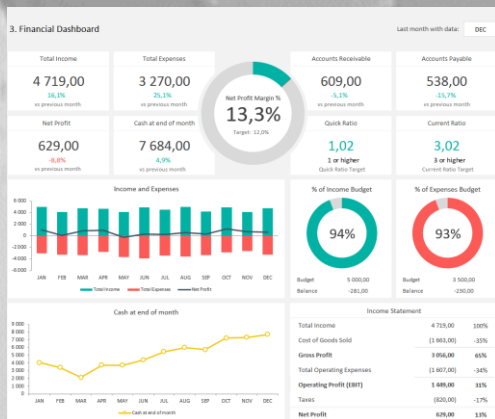 3. Financial Dashboard
Last month with data: DEC
Total Income
4 719,00
16,1%
vs previous month
Total Expenses
3 270,00
25,1%
vs previous month
Net Profit Margin %
13,3%
Target: 12,0%
Accounts Receivable
609,00
-5,1%
vs previous month
Accounts Payable
538,00
-15,7%
vs previous month
Net Profit
629,00
-8,8%
vs previous month
Cash at end of month
7 684,00
4,9%
vs previous month
Quick Ratio
1,02
1 or higher
Quick Ratio Target
Current Ratio
3,02
3 or higher
Current Ratio Target
Income and Expenses
6 000
4 000
2 000
0
-2 000
-4 000
-6 000
JAN FEB MAR APR MAY JUN JUL AUG SEP OCT NOV DEC
Total Income Total Expenses Net Profit
% of Income Budget
94%
Budget 5 000,00
Balance -281,00
% of Expenses Budget
93%
Budget 3 500,00
Balance -230,00
Cash at end of month
9 000
8 000
7 000
6 000
5 000
4 000
3 000
2 000
1 000
0
JAN FEB MAR APR MAY JUN JUL AUG SEP OCT NOV DEC
Cash at end of month
Income Statement
Total Income 4 719,00 100%
Cost of Goods Sold (1 663,00) -35%
Gross Profit 3 056,00 65%
Total Operating Expenses (1 607,00) -34%
Operating Profit (EBIT) 1 449,00 31%
Taxes (820,00) -17%
Net Profit 629,00 13%